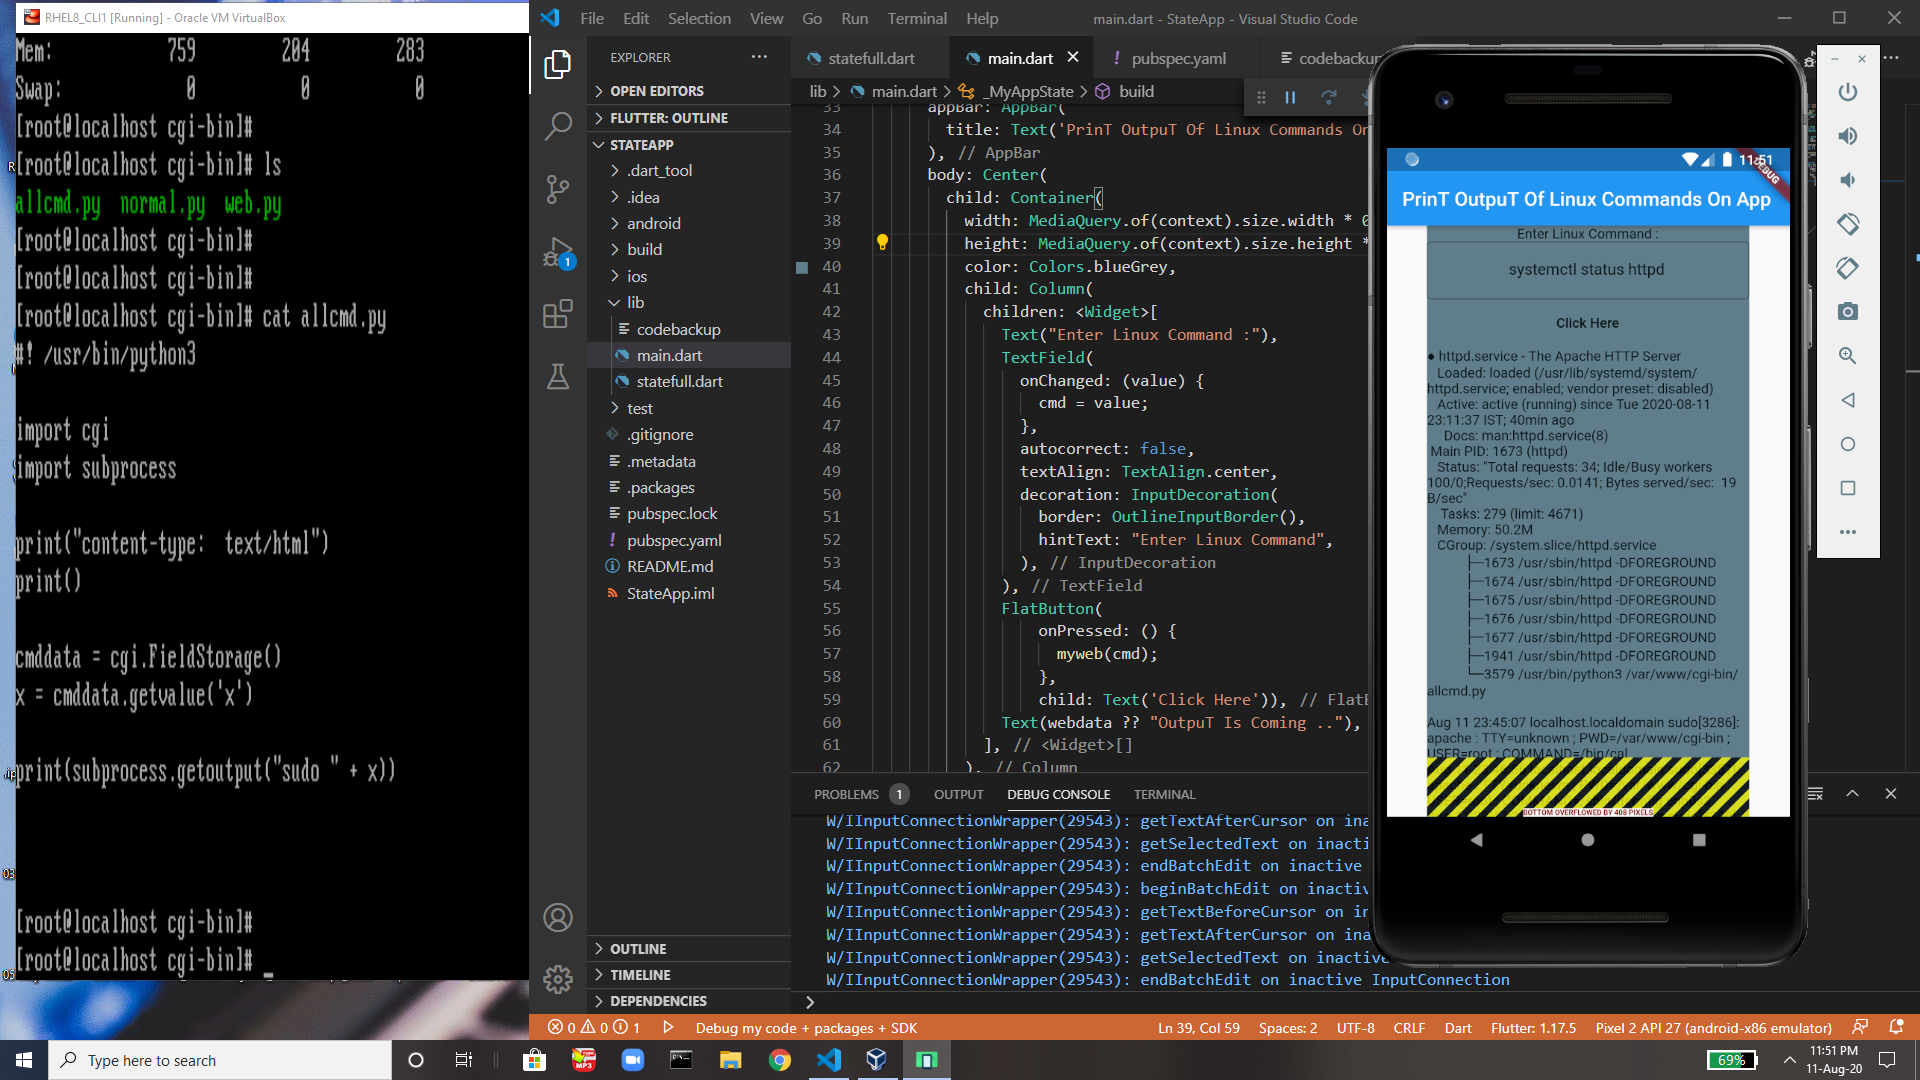 RHEL8_CLI1 [Running] - Oracle VM VirtualBox
Mem: 759 204 283
Swap: 0 0 0
[root@localhost cgi-bin]#
[root@localhost cgi-bin]# ls
allcmd.py normal.py web.py
[root@localhost cgi-bin]#
[root@localhost cgi-bin]#
[root@localhost cgi-bin]# cat allcmd.py
#! /usr/bin/python3
import cgi
import subprocess
print("content-type: text/html")
print()
cmddata = cgi.FieldStorage()
x = cmddata.getvalue('x')
print(subprocess.getoutput("sudo " + x))
[root@localhost cgi-bin]#
[root@localhost cgi-bin]# _
File Edit Selection View Go Run Terminal Help
main.dart - StateApp - Visual Studio Code
EXPLORER
OPEN EDITORS
FLUTTER: OUTLINE
STATEAPP
.dart_tool
.idea
android
build
ios
lib
codebackup
main.dart
statefull.dart
test
.gitignore
.metadata
.packages
pubspec.lock
pubspec.yaml
README.md
StateApp.iml
OUTLINE
TIMELINE
DEPENDENCIES
1
statefull.dart main.dart pubspec.yaml codebackup
lib > main.dart > _MyAppState > build
33 appBar: AppBar(
34 title: Text('PrinT OutpuT Of Linux Commands On
35 ), // AppBar
36 body: Center(
37 child: Container(
38 width: MediaQuery.of(context).size.width * 0
39 height: MediaQuery.of(context).size.height *
40 color: Colors.blueGrey,
41 child: Column(
42 children: <Widget>[
43 Text("Enter Linux Command :"),
44 TextField(
45 onChanged: (value) {
46 cmd = value;
47 },
48 autocorrect: false,
49 textAlign: TextAlign.center,
50 decoration: InputDecoration(
51 border: OutlineInputBorder(),
52 hintText: "Enter Linux Command",
53 ), // InputDecoration
54 ), // TextField
55 FlatButton(
56 onPressed: () {
57 myweb(cmd);
58 },
59 child: Text('Click Here')), // FlatB
60 Text(webdata ?? "OutpuT Is Coming .."),
61 ], // <Widget>[]
62 ), // Column
PROBLEMS 1 OUTPUT DEBUG CONSOLE TERMINAL
W/IInputConnectionWrapper(29543): getTextAfterCursor on ina
W/IInputConnectionWrapper(29543): getSelectedText on inacti
W/IInputConnectionWrapper(29543): endBatchEdit on inactive
W/IInputConnectionWrapper(29543): beginBatchEdit on inactiv
W/IInputConnectionWrapper(29543): getTextBeforeCursor on in
W/IInputConnectionWrapper(29543): getTextAfterCursor on ina
W/IInputConnectionWrapper(29543): getSelectedText on inactive
W/IInputConnectionWrapper(29543): endBatchEdit on inactive InputConnection
11:51
DEBUG
PrinT OutpuT Of Linux Commands On App
Enter Linux Command :
systemctl status httpd
Click Here
● httpd.service - The Apache HTTP Server
Loaded: loaded (/usr/lib/systemd/system/
httpd.service; enabled; vendor preset: disabled)
Active: active (running) since Tue 2020-08-11
23:11:37 IST; 40min ago
Docs: man:httpd.service(8)
Main PID: 1673 (httpd)
Status: "Total requests: 34; Idle/Busy workers
100/0;Requests/sec: 0.0141; Bytes served/sec: 19
B/sec"
Tasks: 279 (limit: 4671)
Memory: 50.2M
CGroup: /system.slice/httpd.service
├─1673 /usr/sbin/httpd -DFOREGROUND
├─1674 /usr/sbin/httpd -DFOREGROUND
├─1675 /usr/sbin/httpd -DFOREGROUND
├─1676 /usr/sbin/httpd -DFOREGROUND
├─1677 /usr/sbin/httpd -DFOREGROUND
├─1941 /usr/sbin/httpd -DFOREGROUND
└─3579 /usr/bin/python3 /var/www/cgi-bin/
allcmd.py
Aug 11 23:45:07 localhost.localdomain sudo[3286]:
apache : TTY=unknown ; PWD=/var/www/cgi-bin ;
USER=root ; COMMAND=/bin/cal
BOTTOM OVERFLOWED BY 408 PIXELS
0 0 1 Debug my code + packages + SDK Ln 39, Col 59 Spaces: 2 UTF-8 CRLF Dart Flutter: 1.17.5 Pixel 2 API 27 (android-x86 emulator)
Type here to search
MP3
69%
11:51 PM
11-Aug-20